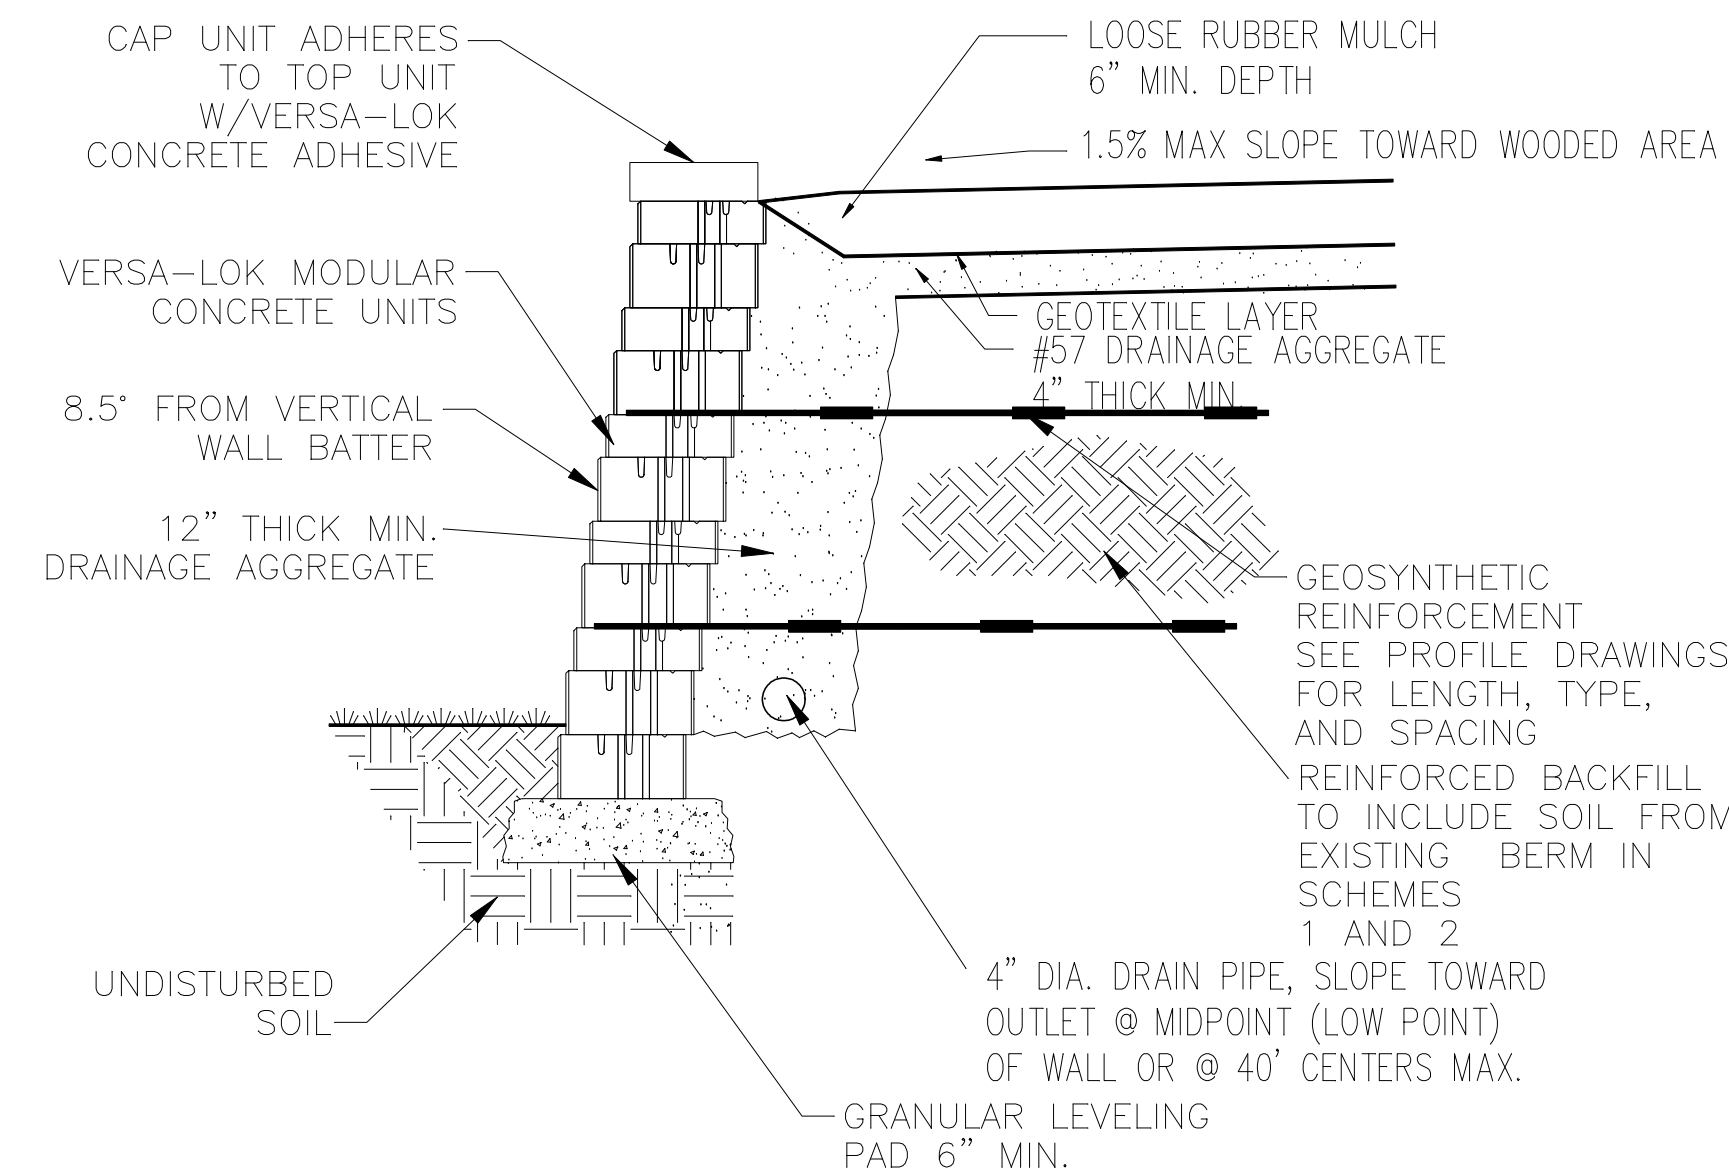 CAP UNIT ADHERES
TO TOP UNIT
W/VERSA-LOK
CONCRETE ADHESIVE
LOOSE RUBBER MULCH
6" MIN. DEPTH
1.5% MAX SLOPE TOWARD WOODED AREA
VERSA-LOK MODULAR
CONCRETE UNITS
GEOTEXTILE LAYER
#57 DRAINAGE AGGREGATE
4" THICK MIN.
8.5° FROM VERTICAL
WALL BATTER
12" THICK MIN.
DRAINAGE AGGREGATE
GEOSYNTHETIC
REINFORCEMENT
SEE PROFILE DRAWINGS
FOR LENGTH, TYPE,
AND SPACING
REINFORCED BACKFILL
TO INCLUDE SOIL FROM
EXISTING BERM IN
SCHEMES
1 AND 2
UNDISTURBED
SOIL
4" DIA. DRAIN PIPE, SLOPE TOWARD
OUTLET @ MIDPOINT (LOW POINT)
OF WALL OR @ 40' CENTERS MAX.
GRANULAR LEVELING
PAD 6" MIN.